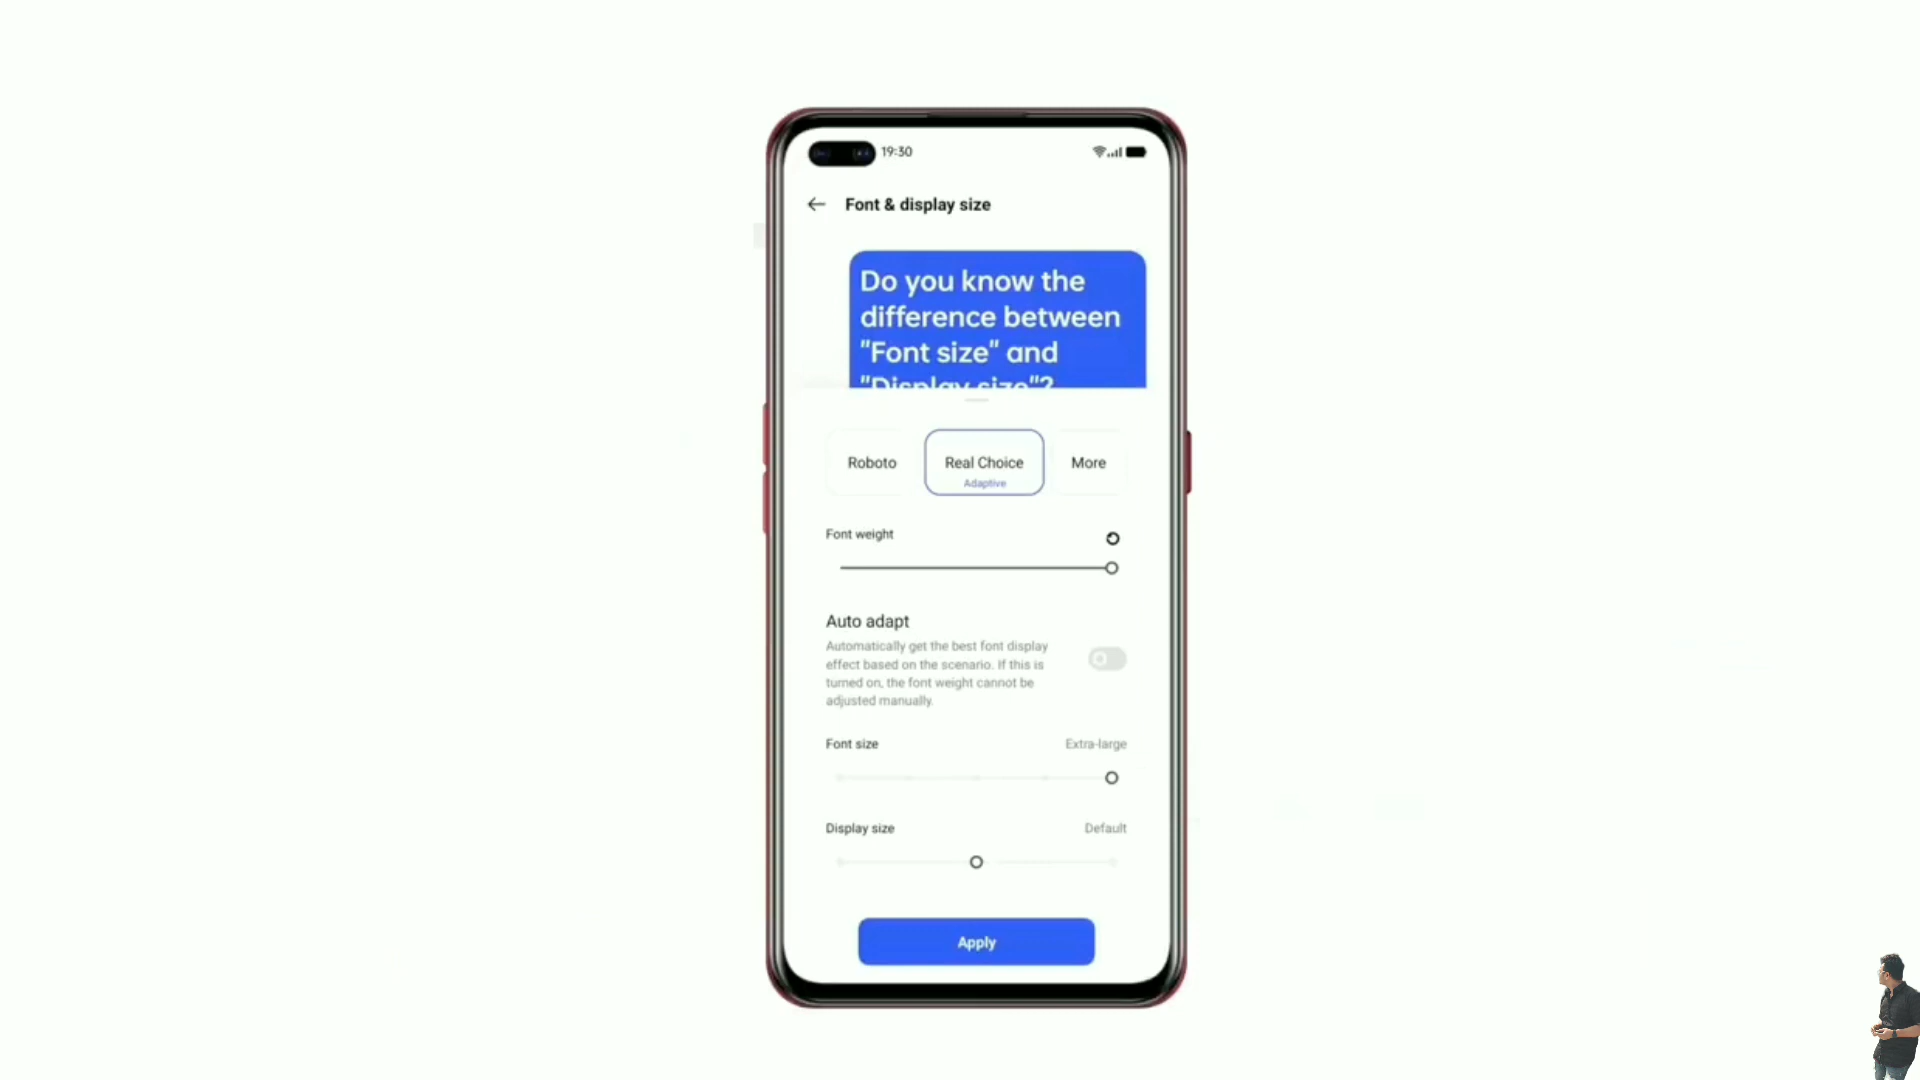 19:30
Font & display size
Do you know the
difference between
"Font size" and
"Display size"?
Roboto
Real Choice
Adaptive
More
Font weight
Auto adapt
Automatically get the best font display
effect based on the scenario. If this is
turned on, the font weight cannot be
adjusted manually.
Font size
Extra-large
Display size
Default
Apply